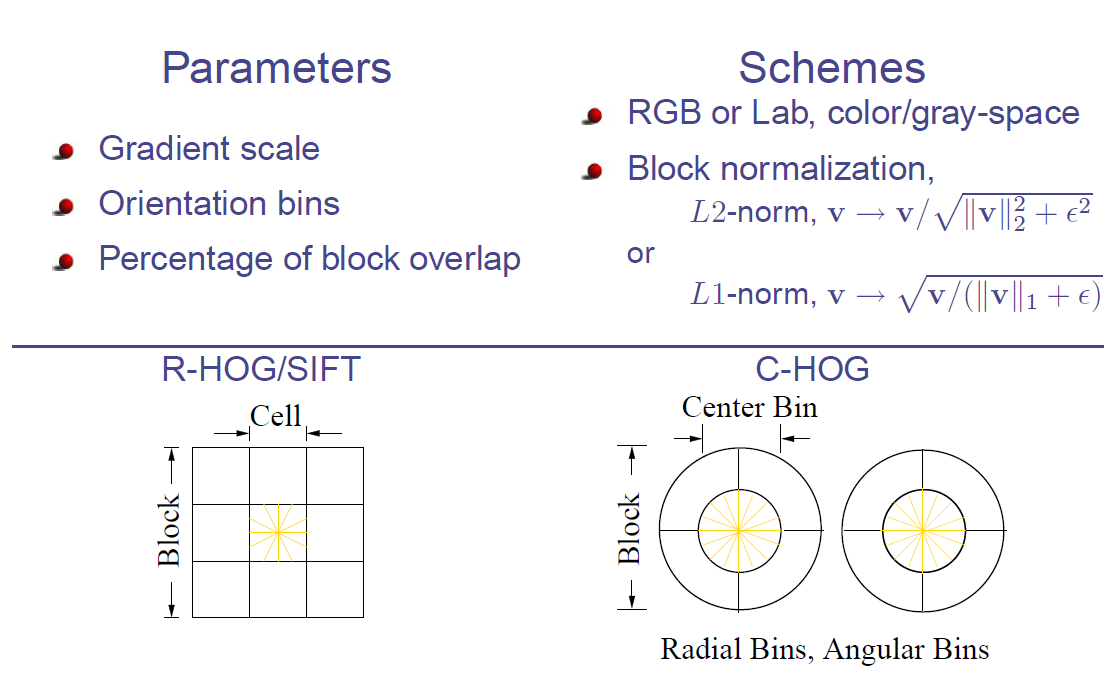 Parameters
Gradient scale
Orientation bins
Percentage of block overlap
Schemes
RGB or Lab, color/gray-space
Block normalization,
L2-norm, v → v/√‖v‖₂² + ϵ²
or
L1-norm, v → √v/(‖v‖₁ + ϵ)
R-HOG/SIFT
Cell
Block
C-HOG
Center Bin
Block
Radial Bins, Angular Bins